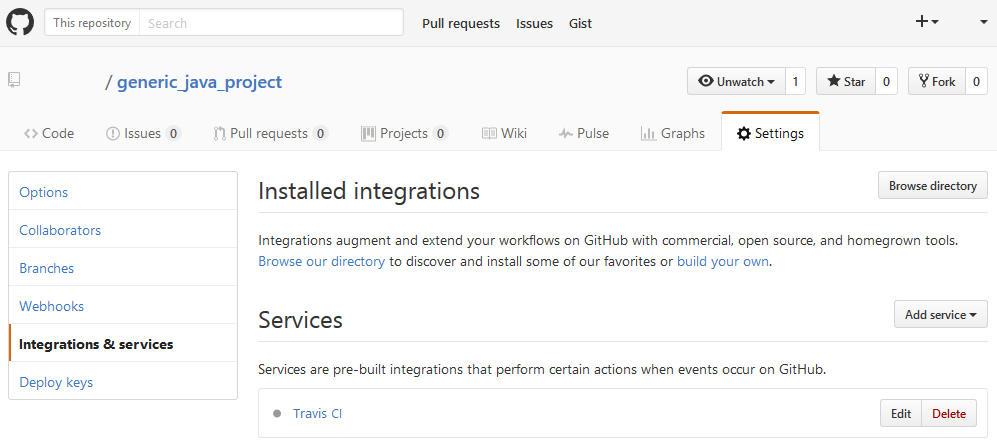 This repository Search Pull requests Issues Gist
/ generic_java_project Unwatch 1 Star 0 Fork 0
Code Issues 0 Pull requests 0 Projects 0 Wiki Pulse Graphs Settings
Options
Collaborators
Branches
Webhooks
Integrations & services
Deploy keys
Installed integrations Browse directory
Integrations augment and extend your workflows on GitHub with commercial, open source, and homegrown tools.
Browse our directory to discover and install some of our favorites or build your own.
Services Add service
Services are pre-built integrations that perform certain actions when events occur on GitHub.
Travis CI Edit Delete